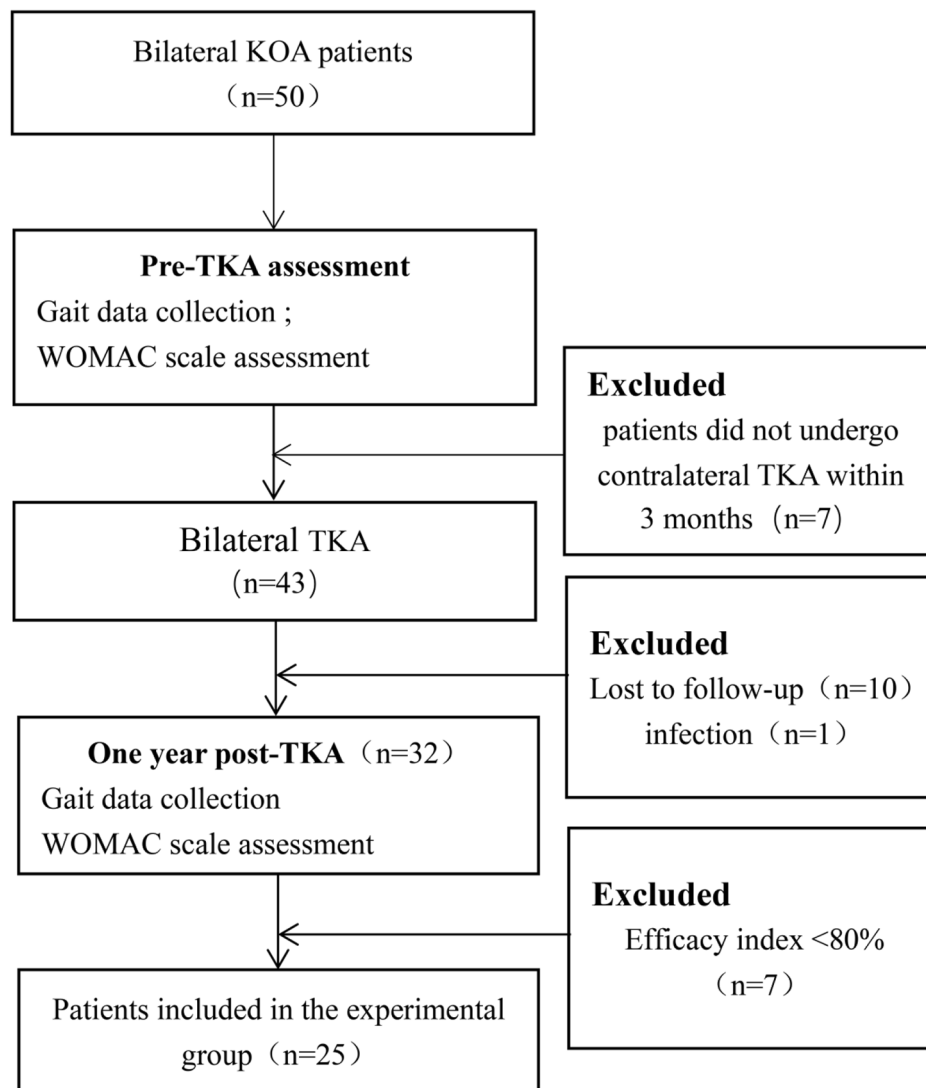 Bilateral KOA patients
（n=50）
Pre-TKA assessment
Gait data collection ;
WOMAC scale assessment
Excluded
patients did not undergo
contralateral TKA within
3 months（n=7）
Bilateral TKA
（n=43）
Excluded
Lost to follow-up（n=10）
infection（n=1）
One year post-TKA（n=32）
Gait data collection
WOMAC scale assessment
Excluded
Efficacy index <80%
（n=7）
Patients included in the experimental
group（n=25）